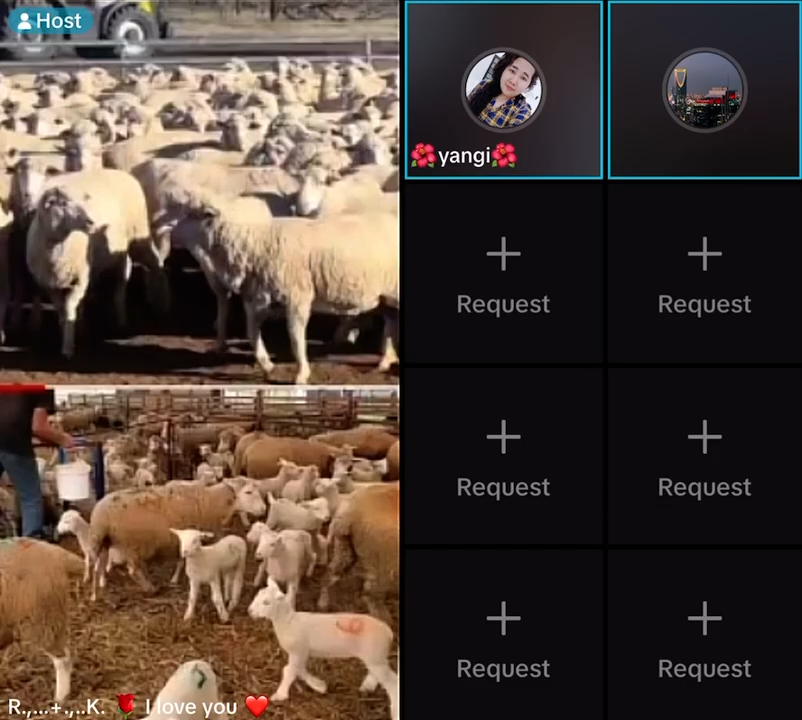 Host
🌺yangi🌺
Request
Request
Request
Request
Request
Request
R.,...+.,..K. 🌹 I love you ❤️